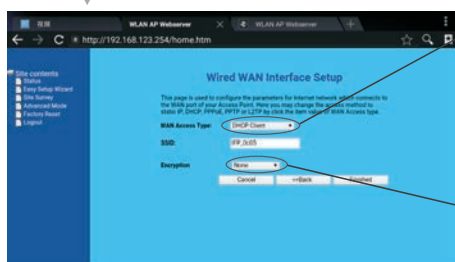 视频
WLAN AP Webserver
WLAN AP Webserver
http://192.168.123.254/home.htm
Site contents
Status
Easy Setup Wizard
Site Survey
Advanced Mode
Factory Reset
Logout
Wired WAN Interface Setup
This page is used to configure the parameters for Internet network which connects to
the WAN port of your Access Point. Here you may change the access method to
static IP, DHCP, PPPoE, PPTP or L2TP by click the item value of WAN Access type.
WAN Access Type: DHCP Client
SSID:
Encryption None
Cancel <<Back Finished